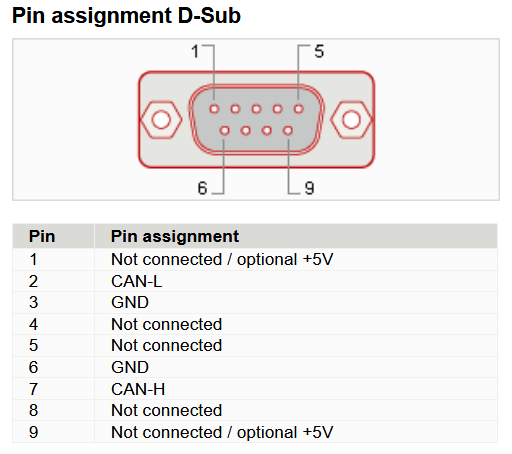 Pin assignment D-Sub
1 5
6 9
Pin Pin assignment
1 Not connected / optional +5V
2 CAN-L
3 GND
4 Not connected
5 Not connected
6 GND
7 CAN-H
8 Not connected
9 Not connected / optional +5V